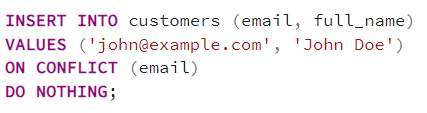 INSERT INTO customers (email, full_name)
VALUES ('john@example.com', 'John Doe')
ON CONFLICT (email)
DO NOTHING;